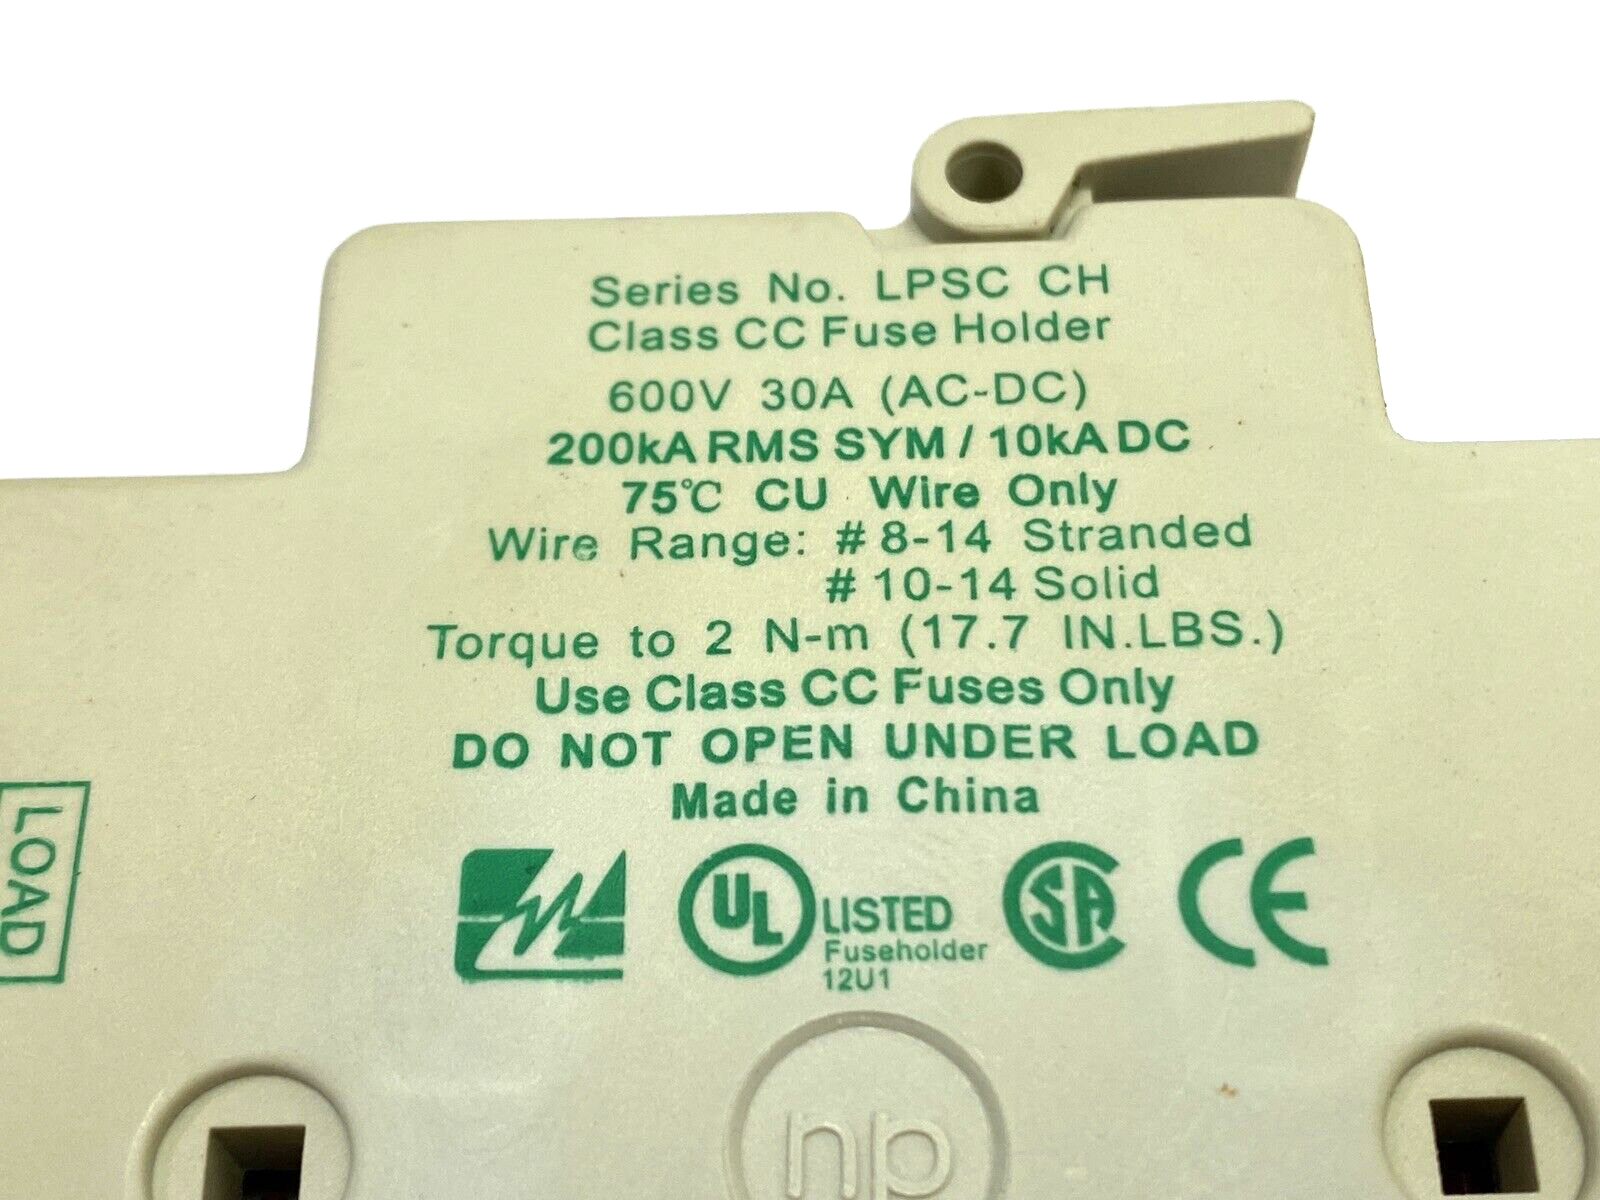 Series No. LPSC CH
Class CC Fuse Holder
600V 30A (AC-DC)
200kA RMS SYM / 10kA DC
75℃ CU Wire Only
Wire Range: #8-14 Stranded
#10-14 Solid
Torque to 2 N-m (17.7 IN.LBS.)
Use Class CC Fuses Only
DO NOT OPEN UNDER LOAD
Made in China
LOAD
UL LISTED
Fuseholder
12U1
SA
CE